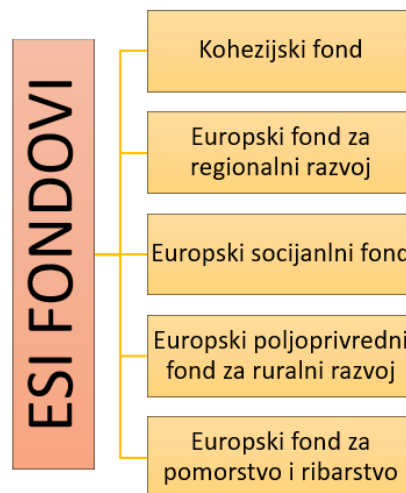 ESI FONDOVI
Kohezijski fond
Europski fond za
regionalni razvoj
Europski socijanlni fond
Europski poljoprivredni
fond za ruralni razvoj
Europski fond za
pomorstvo i ribarstvo